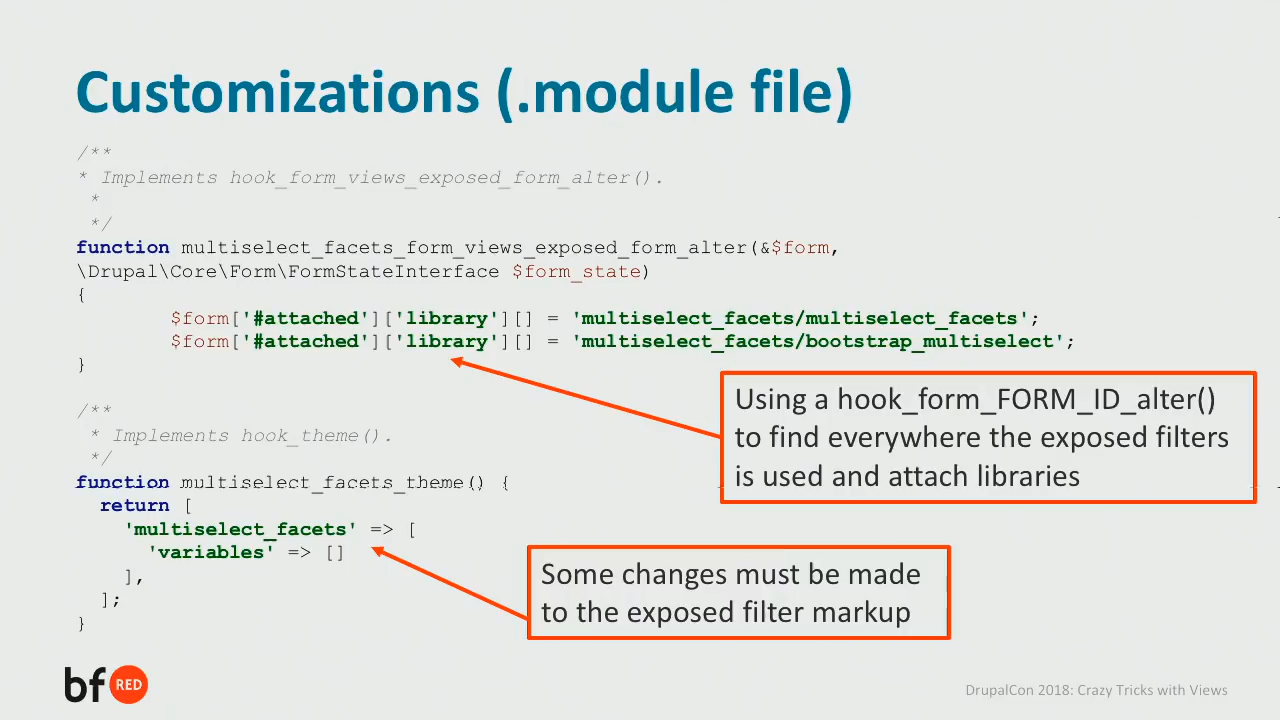 Customizations (.module file)
/**
* Implements hook_form_views_exposed_form_alter().
*
*/
function multiselect_facets_form_views_exposed_form_alter(&$form,
\Drupal\Core\Form\FormStateInterface $form_state)
{
$form['#attached']['library'][] = 'multiselect_facets/multiselect_facets';
$form['#attached']['library'][] = 'multiselect_facets/bootstrap_multiselect';
}
Using a hook_form_FORM_ID_alter()
to find everywhere the exposed filters
is used and attach libraries
/**
* Implements hook_theme().
*/
function multiselect_facets_theme() {
return [
'multiselect_facets' => [
'variables' => []
],
];
}
Some changes must be made
to the exposed filter markup
bf RED
DrupalCon 2018: Crazy Tricks with Views